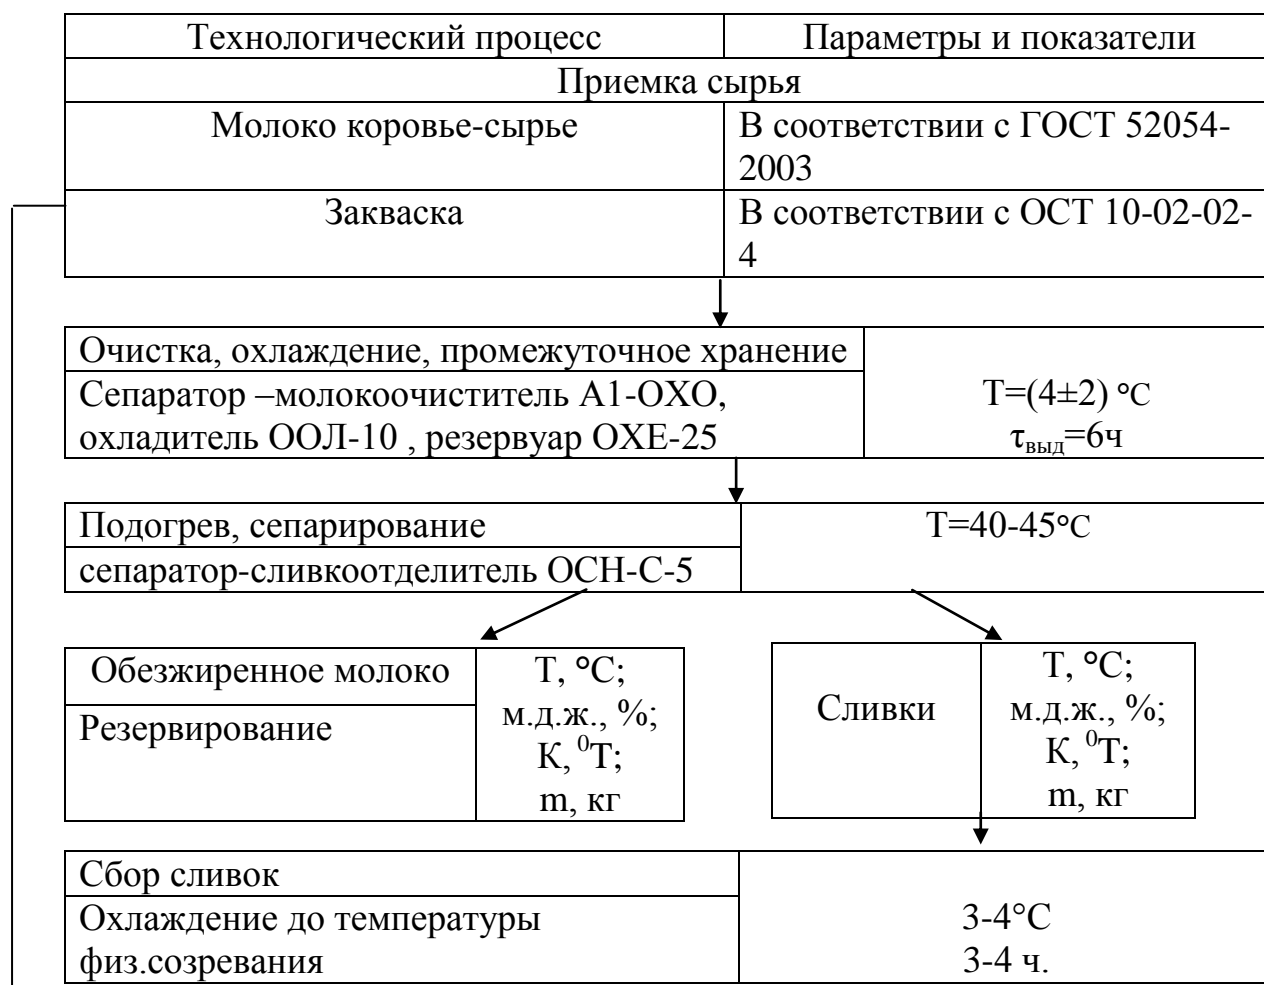 Технологический процесс
Параметры и показатели
Приемка сырья
Молоко коровье-сырье
В соответствии с ГОСТ 52054-
2003
Закваска
В соответствии с ОСТ 10-02-02-
4
Очистка, охлаждение, промежуточное хранение
Сепаратор –молокоочиститель А1-ОХО,
охладитель ООЛ-10 , резервуар ОХЕ-25
Т=(4±2) °С
τвыд=6ч
Подогрев, сепарирование
сепаратор-сливкоотделитель ОСН-С-5
Т=40-45°С
Обезжиренное молоко
Резервирование
Т, °С;
м.д.ж., %;
К, ⁰Т;
m, кг
Сливки
Т, °С;
м.д.ж., %;
К, ⁰Т;
m, кг
Сбор сливок
Охлаждение до температуры
физ.созревания
3-4°С
3-4 ч.